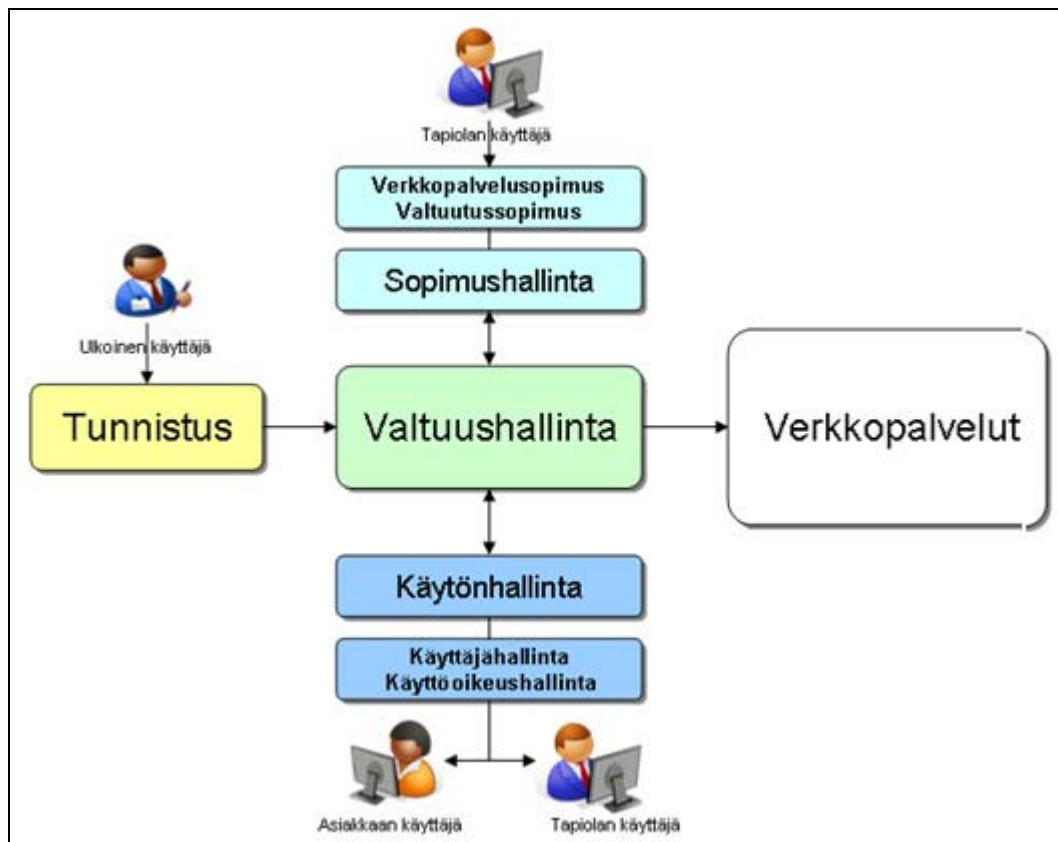 Tapiolan käyttäjä
Verkkopalvelusopimus
Valtuutussopimus
Sopimushallinta
Ulkoinen käyttäjä
Tunnistus
Valtuushallinta
Verkkopalvelut
Käytönhallinta
Käyttäjähallinta
Käyttöoikeushallinta
Asiakkaan käyttäjä
Tapiolan käyttäjä